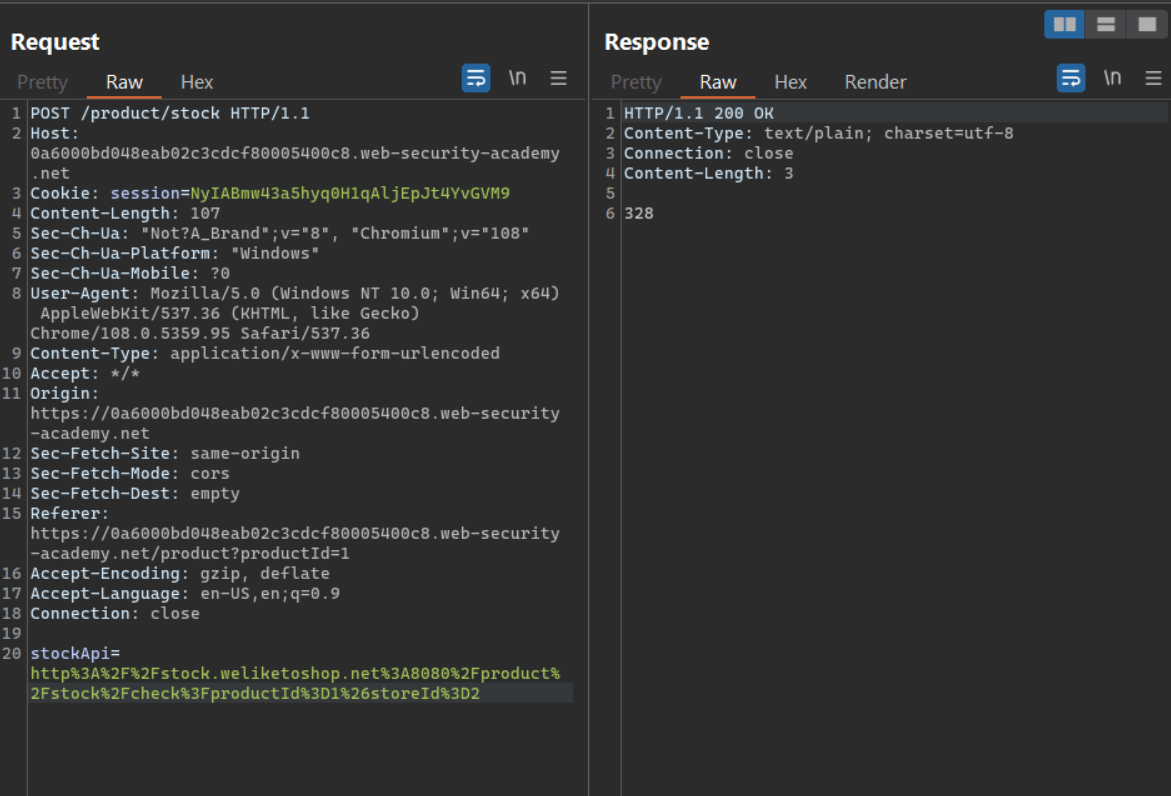 Request
Pretty Raw Hex \n
1 POST /product/stock HTTP/1.1
2 Host:
0a6000bd048eab02c3cdcf80005400c8.web-security-academy
.net
3 Cookie: session=NyIABmw43a5hyq0H1qAljEpJt4YvGVM9
4 Content-Length: 107
5 Sec-Ch-Ua: "Not?A_Brand";v="8", "Chromium";v="108"
6 Sec-Ch-Ua-Platform: "Windows"
7 Sec-Ch-Ua-Mobile: ?0
8 User-Agent: Mozilla/5.0 (Windows NT 10.0; Win64; x64)
AppleWebKit/537.36 (KHTML, like Gecko)
Chrome/108.0.5359.95 Safari/537.36
9 Content-Type: application/x-www-form-urlencoded
10 Accept: */*
11 Origin:
https://0a6000bd048eab02c3cdcf80005400c8.web-security
-academy.net
12 Sec-Fetch-Site: same-origin
13 Sec-Fetch-Mode: cors
14 Sec-Fetch-Dest: empty
15 Referer:
https://0a6000bd048eab02c3cdcf80005400c8.web-security
-academy.net/product?productId=1
16 Accept-Encoding: gzip, deflate
17 Accept-Language: en-US,en;q=0.9
18 Connection: close
19
20 stockApi=
http%3A%2F%2Fstock.weliketoshop.net%3A8080%2Fproduct%
2Fstock%2Fcheck%3FproductId%3D1%26storeId%3D2
Response
Pretty Raw Hex Render \n
1 HTTP/1.1 200 OK
2 Content-Type: text/plain; charset=utf-8
3 Connection: close
4 Content-Length: 3
5
6 328